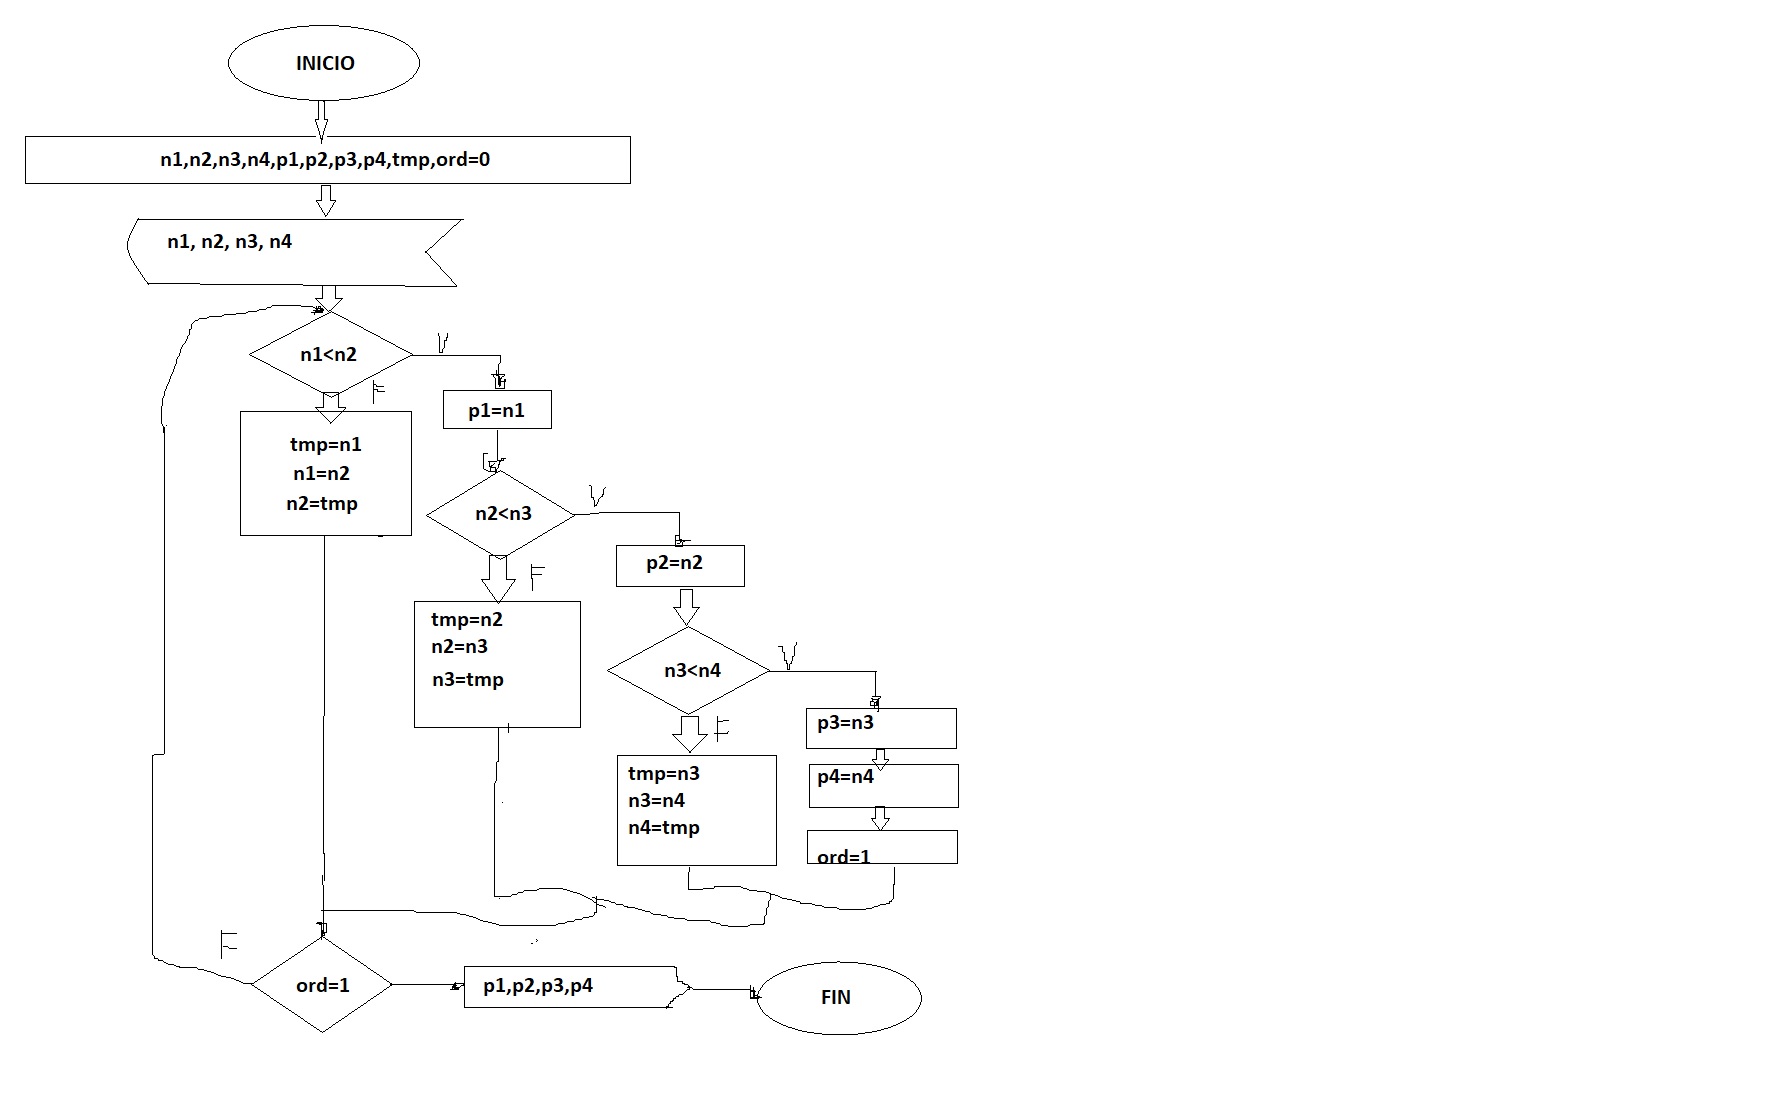 INICIO
n1,n2,n3,n4,p1,p2,p3,p4,tmp,ord=0
n1, n2, n3, n4
n1<n2
V
F
p1=n1
tmp=n1
n1=n2
n2=tmp
n2<n3
V
F
p2=n2
tmp=n2
n2=n3
n3=tmp
n3<n4
V
F
p3=n3
p4=n4
ord=1
tmp=n3
n3=n4
n4=tmp
F
ord=1
p1,p2,p3,p4
FIN